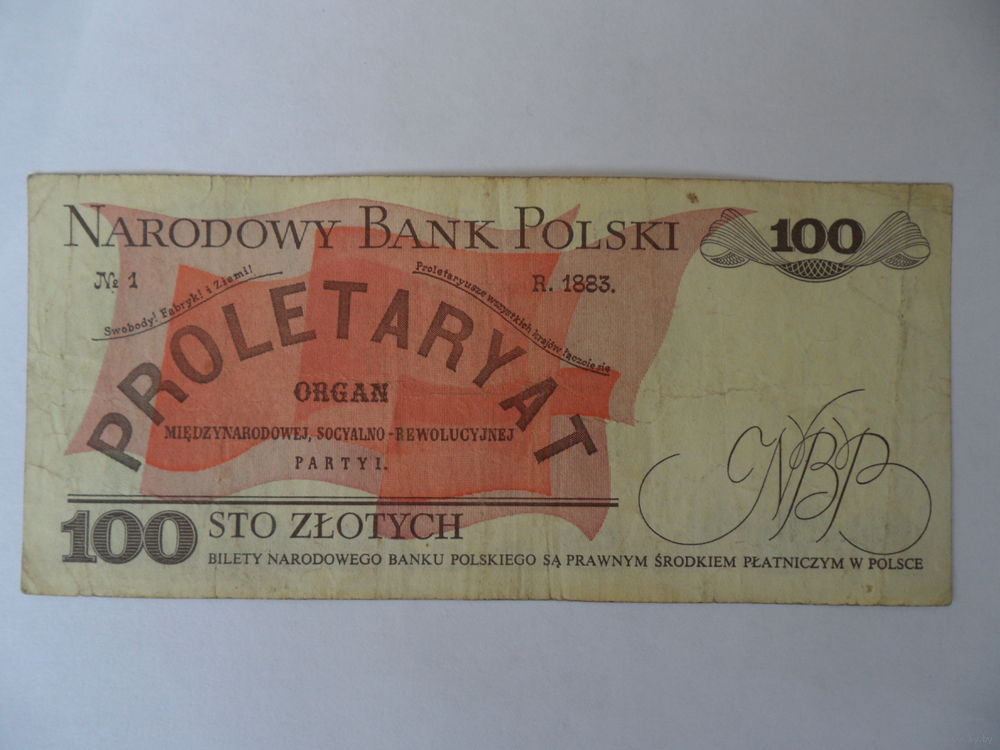 NARODOWY BANK POLSKI
100
№ 1
R. 1883.
Swobody! Fabryk! i Ziemi!
Proletaryusze wszystkich krajów łączcie się
PROLETARYAT
ORGAN
MIĘDZYNARODOWEJ, SOCYALNO-REWOLUCYJNEJ
PARTYI.
NBP
100
STO ZŁOTYCH
BILETY NARODOWEGO BANKU POLSKIEGO SĄ PRAWNYM ŚRODKIEM PŁATNICZYM W POLSCE